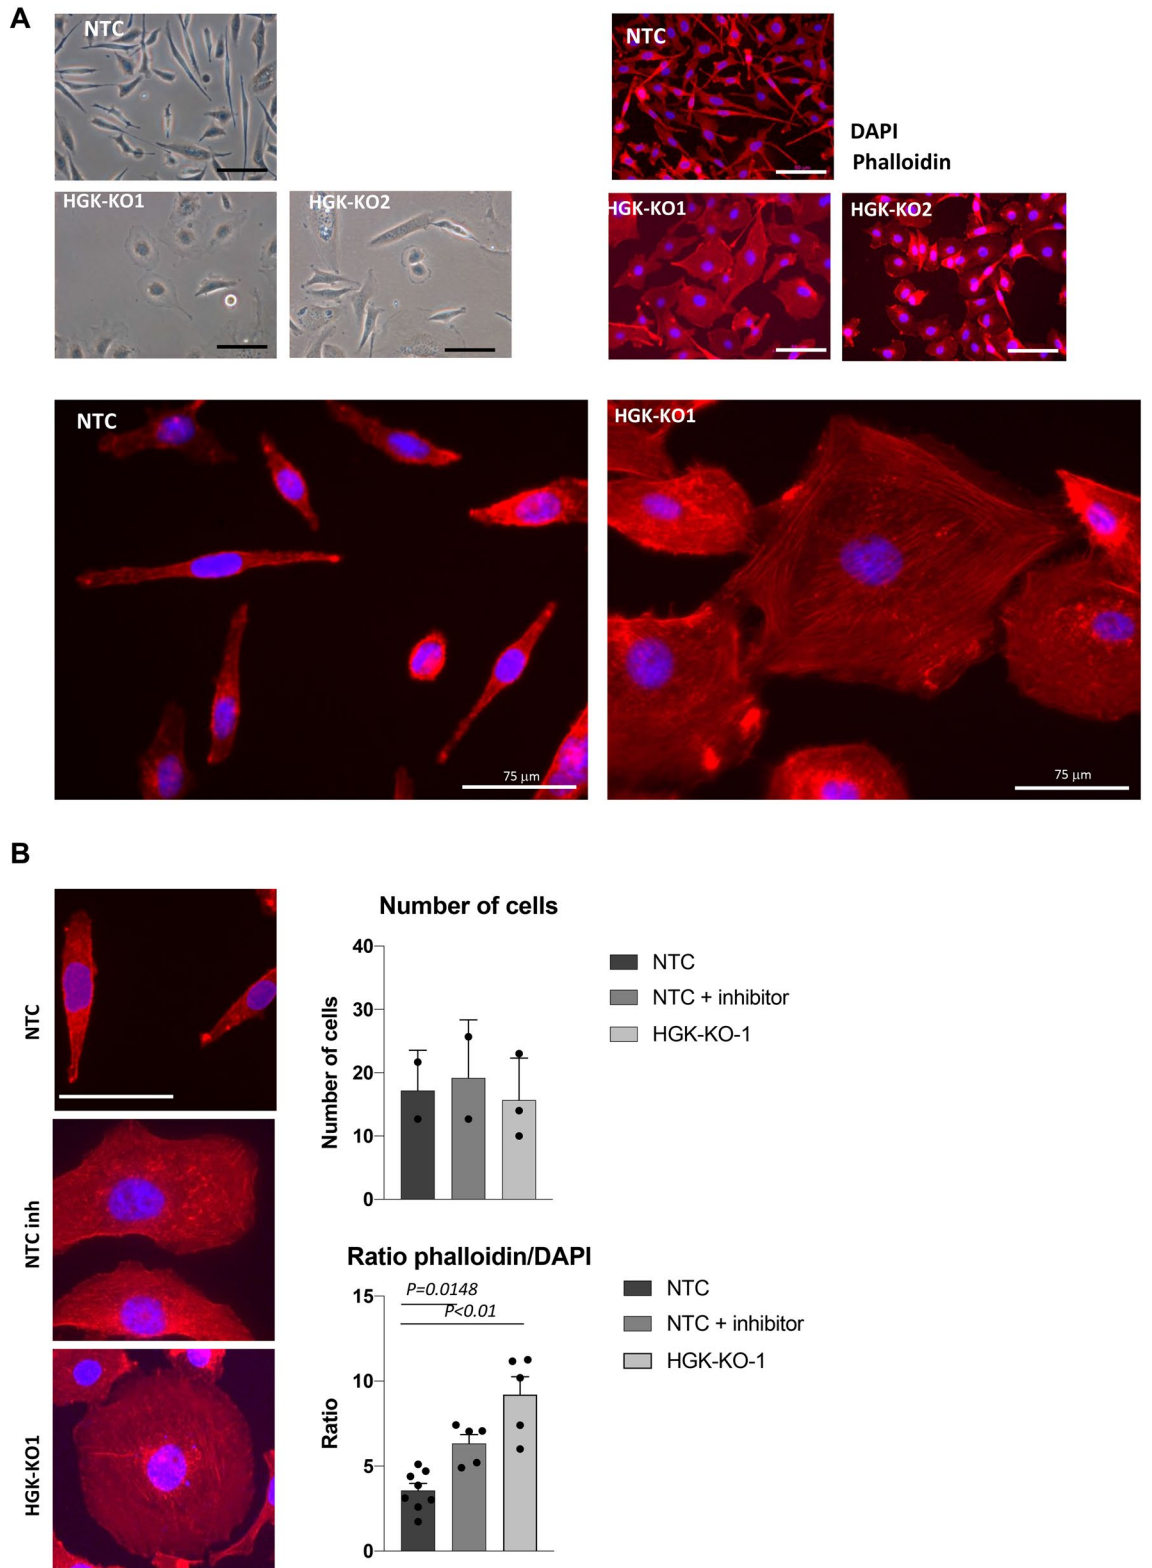 A
NTC
NTC
DAPI
Phalloidin
HGK-KO1
HGK-KO2
HGK-KO1
HGK-KO2
NTC
HGK-KO1
75 µm
75 µm
B
NTC
NTC inh
HGK-KO1
Number of cells
40
30
20
10
0
Number of cells
NTC
NTC + inhibitor
HGK-KO-1
Ratio phalloidin/DAPI
P=0.0148
P<0.01
15
10
5
0
Ratio
NTC
NTC + inhibitor
HGK-KO-1